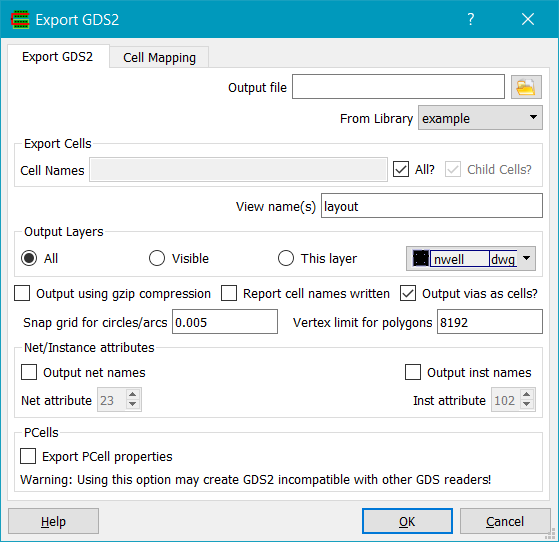 Export GDS2
Export GDS2 Cell Mapping
Output file
From Library example
Export Cells
Cell Names All? Child Cells?
View name(s) layout
Output Layers
All Visible This layer nwell dwg
Output using gzip compression Report cell names written Output vias as cells?
Snap grid for circles/arcs 0.005 Vertex limit for polygons 8192
Net/Instance attributes
Output net names Output inst names
Net attribute 23 Inst attribute 102
PCells
Export PCell properties
Warning: Using this option may create GDS2 incompatible with other GDS readers!
Help OK Cancel